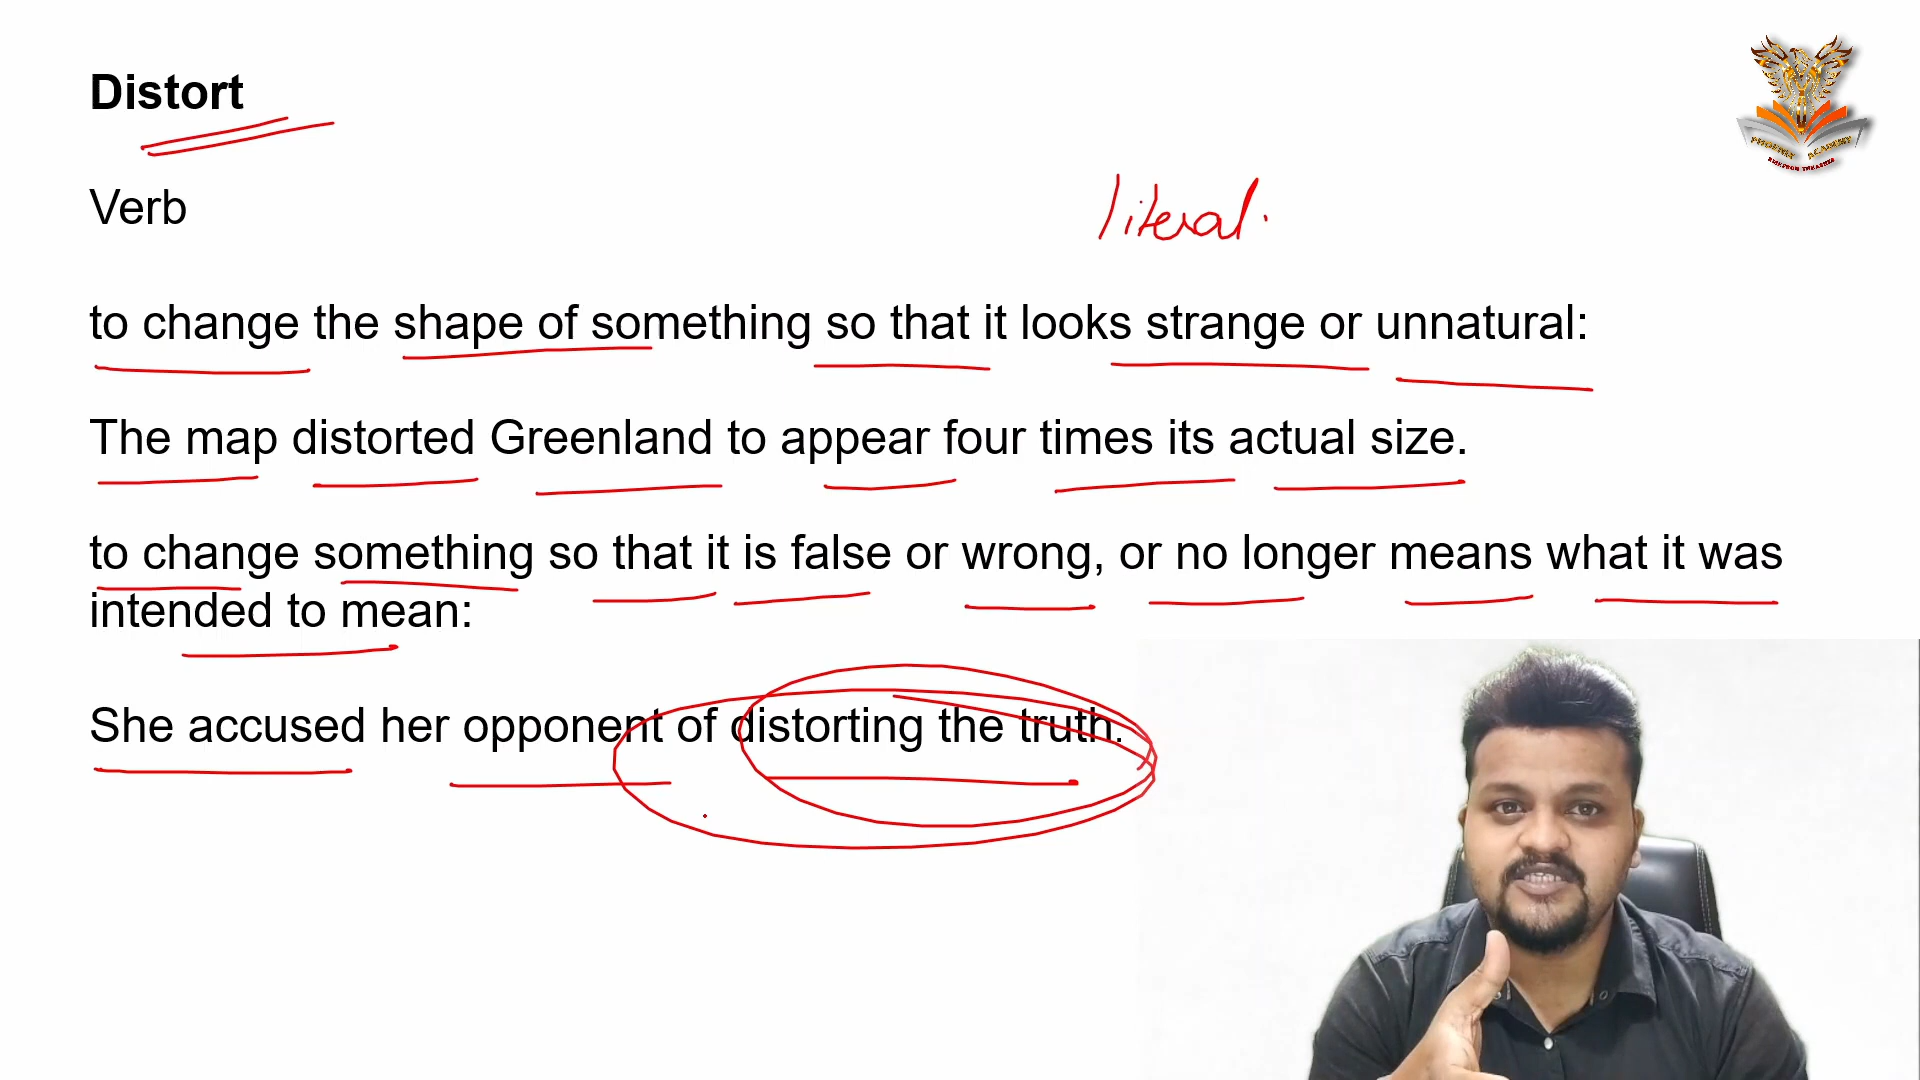 Distort
Verb
literal.
to change the shape of something so that it looks strange or unnatural:
The map distorted Greenland to appear four times its actual size.
to change something so that it is false or wrong, or no longer means what it was
intended to mean:
She accused her opponent of distorting the truth.
PHOENIX ACADEMY